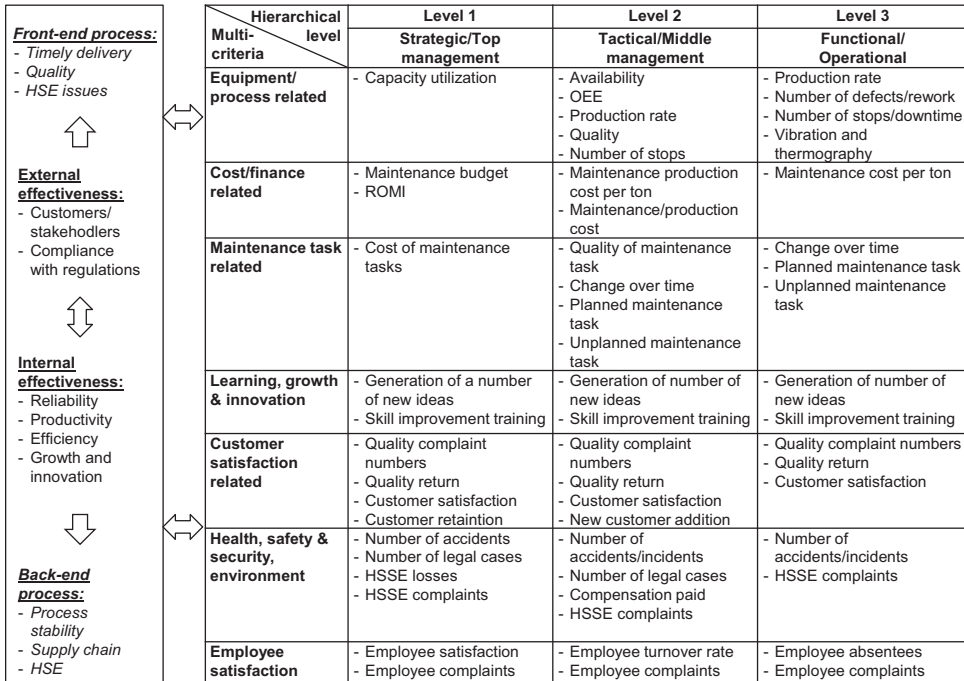 Front-end process:
- Timely delivery
- Quality
- HSE issues
External
effectiveness:
- Customers/
stakehodlers
- Compliance
with regulations
Internal
effectiveness:
- Reliability
- Productivity
- Efficiency
- Growth and
innovation
Back-end
process:
- Process
stability
- Supply chain
- HSE
Hierarchical
level
Multi-
criteria
Level 1
Strategic/Top
management
Level 2
Tactical/Middle
management
Level 3
Functional/
Operational
Equipment/
process related
- Capacity utilization
- Availability
- OEE
- Production rate
- Quality
- Number of stops
- Production rate
- Number of defects/rework
- Number of stops/downtime
- Vibration and
thermography
Cost/finance
related
- Maintenance budget
- ROMI
- Maintenance production
cost per ton
- Maintenance/production
cost
- Maintenance cost per ton
Maintenance task
related
- Cost of maintenance
tasks
- Quality of maintenance
task
- Change over time
- Planned maintenance
task
- Unplanned maintenance
task
- Change over time
- Planned maintenance task
- Unplanned maintenance
task
Learning, growth
& innovation
- Generation of a number
of new ideas
- Skill improvement training
- Generation of number of
new ideas
- Skill improvement training
- Generation of number of
new ideas
- Skill improvement training
Customer
satisfaction related
- Quality complaint
numbers
- Quality return
- Customer satisfaction
- Customer retaintion
- Quality complaint
numbers
- Quality return
- Customer satisfaction
- New customer addition
- Quality complaint numbers
- Quality return
- Customer satisfaction
Health, safety &
security,
environment
- Number of accidents
- Number of legal cases
- HSSE losses
- HSSE complaints
- Number of
accidents/incidents
- Number of legal cases
- Compensation paid
- HSSE complaints
- Number of
accidents/incidents
- HSSE complaints
Employee
satisfaction
- Employee satisfaction
- Employee complaints
- Employee turnover rate
- Employee complaints
- Employee absentees
- Employee complaints